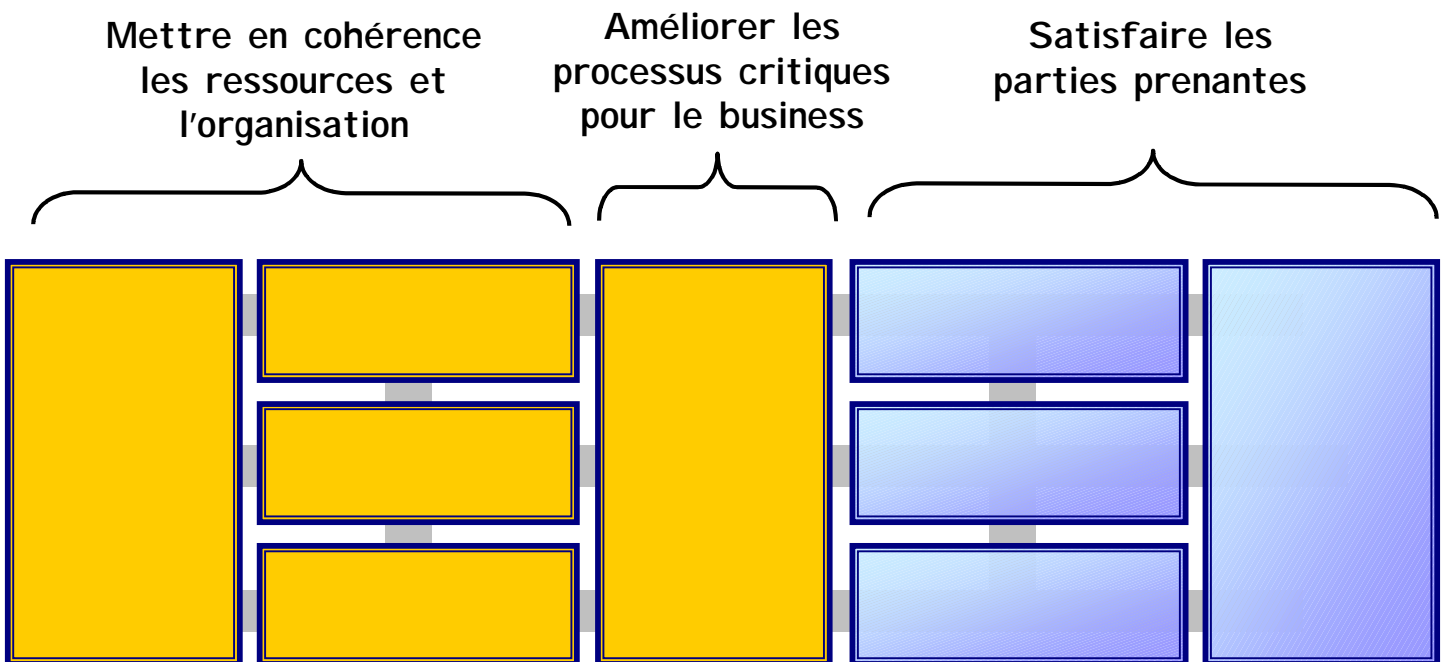 Mettre en cohérence
les ressources et
l'organisation
Améliorer les
processus critiques
pour le business
Satisfaire les
parties prenantes